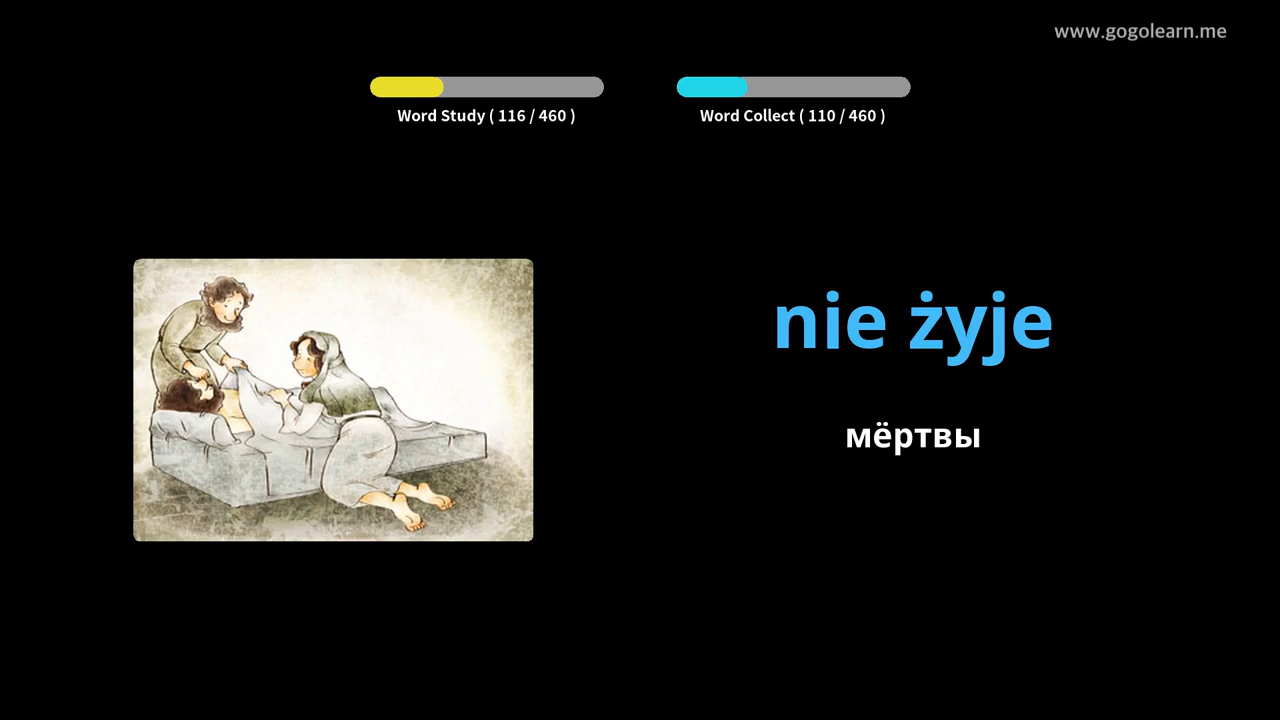 www.gogolearn.me
Word Study ( 116 / 460 )
Word Collect ( 110 / 460 )
nie żyje
мёртвы